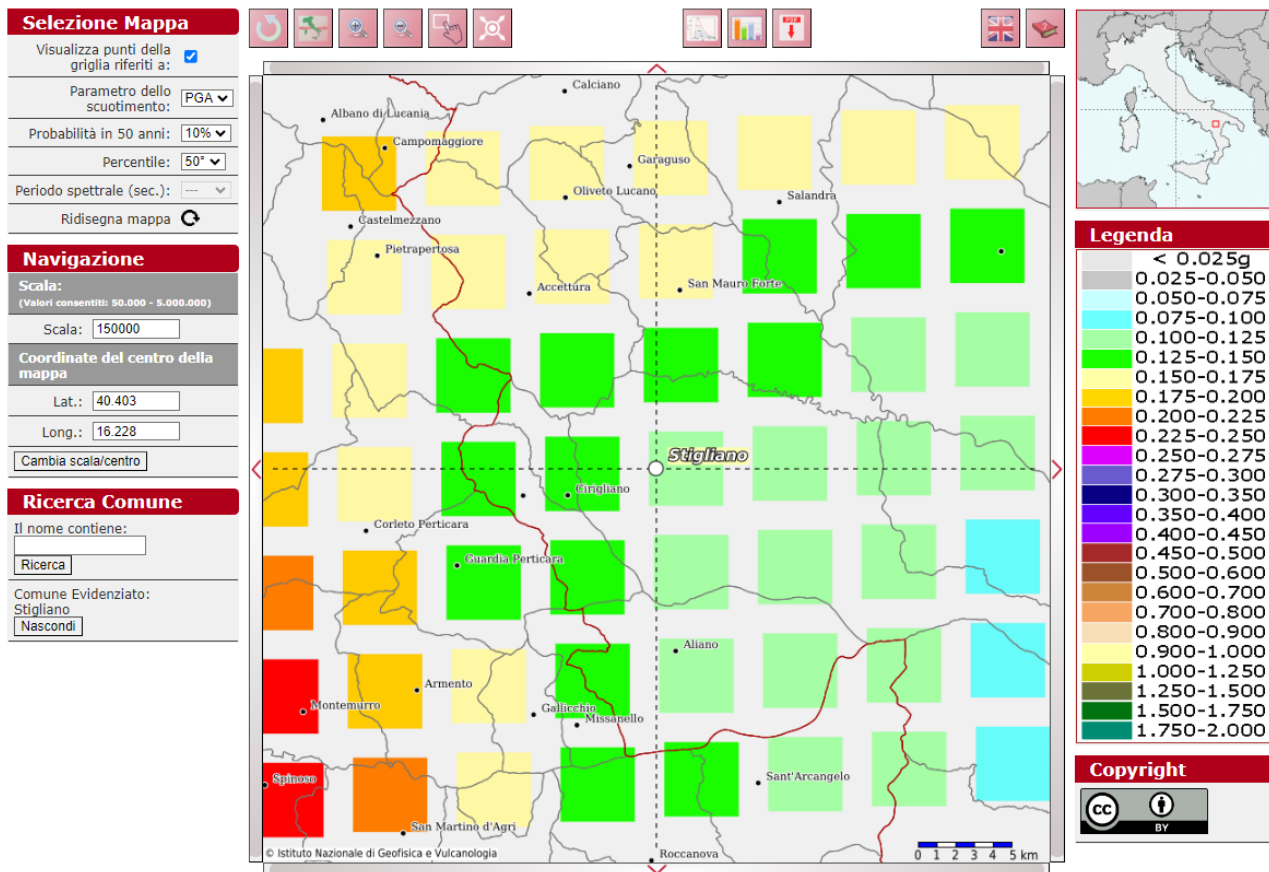 Selezione Mappa
Visualizza punti della
griglia riferiti a:
Parametro dello
scuotimento:
PGA
Probabilità in 50 anni:
10%
Percentile:
50°
Periodo spettrale (sec.):
---
Ridisegna mappa
Navigazione
Scala:
(Valori consentiti: 50.000 - 5.000.000)
Scala:
150000
Coordinate del centro della
mappa
Lat.:
40.403
Long.:
16.228
Cambia scala/centro
Ricerca Comune
Il nome contiene:
Ricerca
Comune Evidenziato:
Stigliano
Nascondi
PDF
Calciano
Albano di Lucania
Campomaggiore
Garaguso
Oliveto Lucano
Salandra
Castelmezzano
Pietrapertosa
Accettura
San Mauro Forte
Stigliano
Cirigliano
Corleto Perticara
Guardia Perticara
Aliano
Armento
Montemurro
Gallicchio
Missanello
Spinoso
Sant'Arcangelo
San Martino d'Agri
Roccanova
© Istituto Nazionale di Geofisica e Vulcanologia
0 1 2 3 4 5 km
Legenda
< 0.025g
0.025-0.050
0.050-0.075
0.075-0.100
0.100-0.125
0.125-0.150
0.150-0.175
0.175-0.200
0.200-0.225
0.225-0.250
0.250-0.275
0.275-0.300
0.300-0.350
0.350-0.400
0.400-0.450
0.450-0.500
0.500-0.600
0.600-0.700
0.700-0.800
0.800-0.900
0.900-1.000
1.000-1.250
1.250-1.500
1.500-1.750
1.750-2.000
Copyright
cc
BY